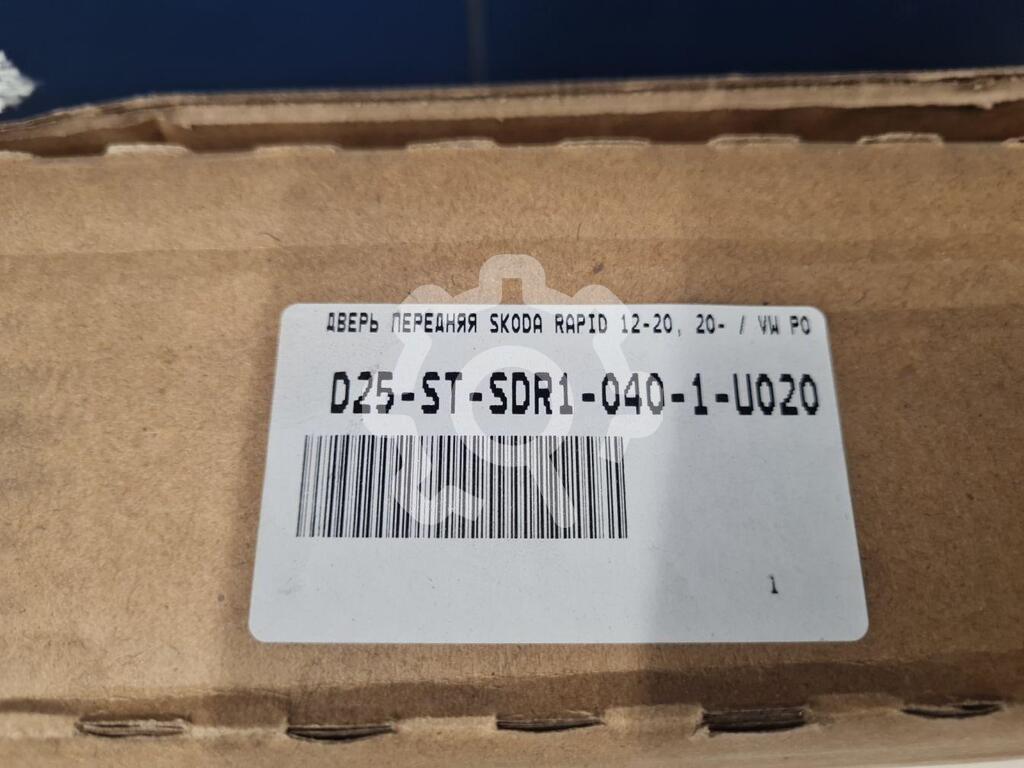 ДВЕРЬ ПЕРЕДНЯЯ SKODA RAPID 12-20, 20- / VW PO
D25-ST-SDR1-040-1-U020
1